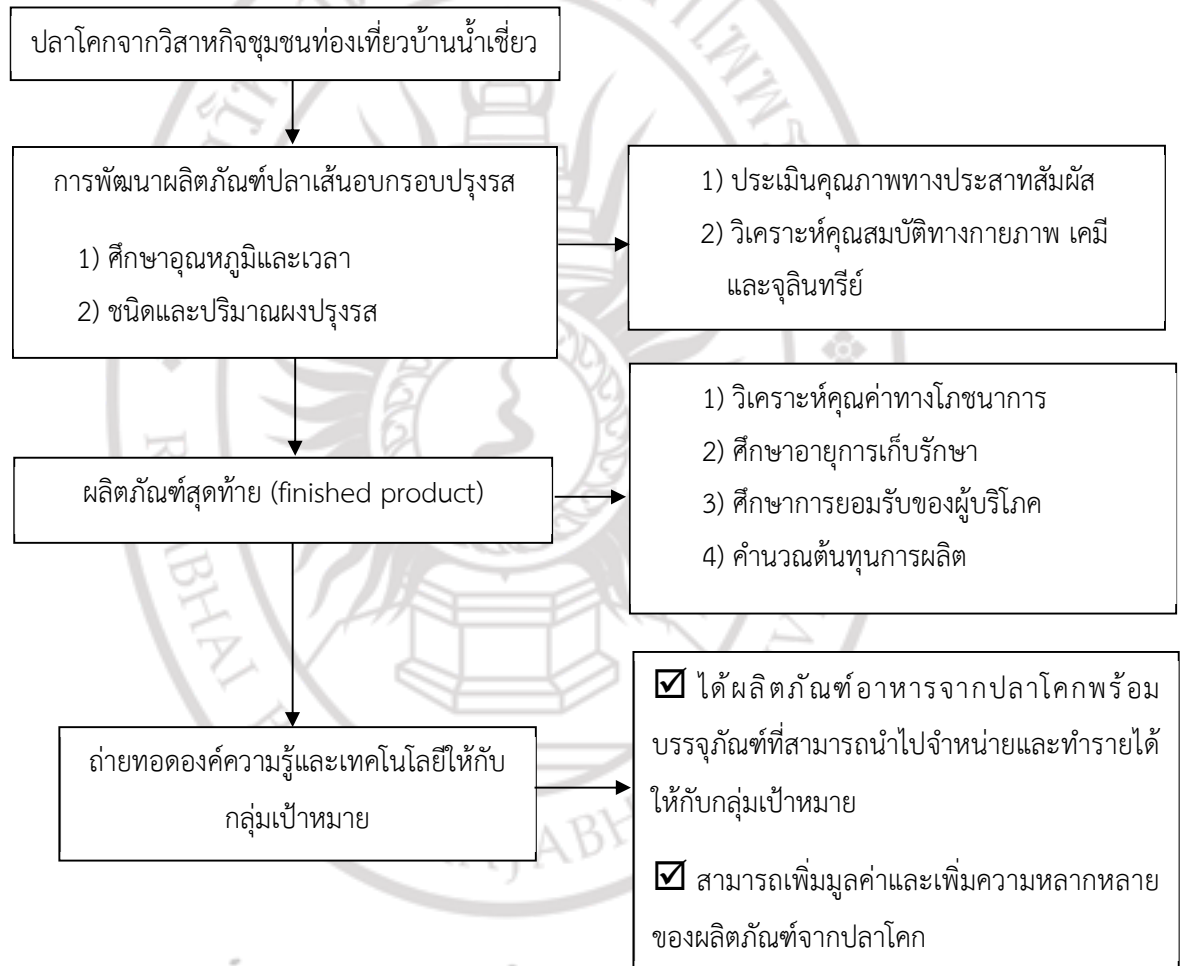 ปลาโคกจากวิสาหกิจชุมชนท่องเที่ยวบ้านน้ำเชี่ยว
การพัฒนาผลิตภัณฑ์ปลาเส้นอบกรอบปรุงรส
1) ศึกษาอุณหภูมิและเวลา
2) ชนิดและปริมาณผงปรุงรส
1) ประเมินคุณภาพทางประสาทสัมผัส
2) วิเคราะห์คุณสมบัติทางกายภาพ เคมี
และจุลินทรีย์
ผลิตภัณฑ์สุดท้าย (finished product)
1) วิเคราะห์คุณค่าทางโภชนาการ
2) ศึกษาอายุการเก็บรักษา
3) ศึกษาการยอมรับของผู้บริโภค
4) คำนวณต้นทุนการผลิต
ถ่ายทอดองค์ความรู้และเทคโนโลยีให้กับ
กลุ่มเป้าหมาย
☑ ได้ผลิตภัณฑ์อาหารจากปลาโคกพร้อม
บรรจุภัณฑ์ที่สามารถนำไปจำหน่ายและทำรายได้
ให้กับกลุ่มเป้าหมาย
☑ สามารถเพิ่มมูลค่าและเพิ่มความหลากหลาย
ของผลิตภัณฑ์จากปลาโคก